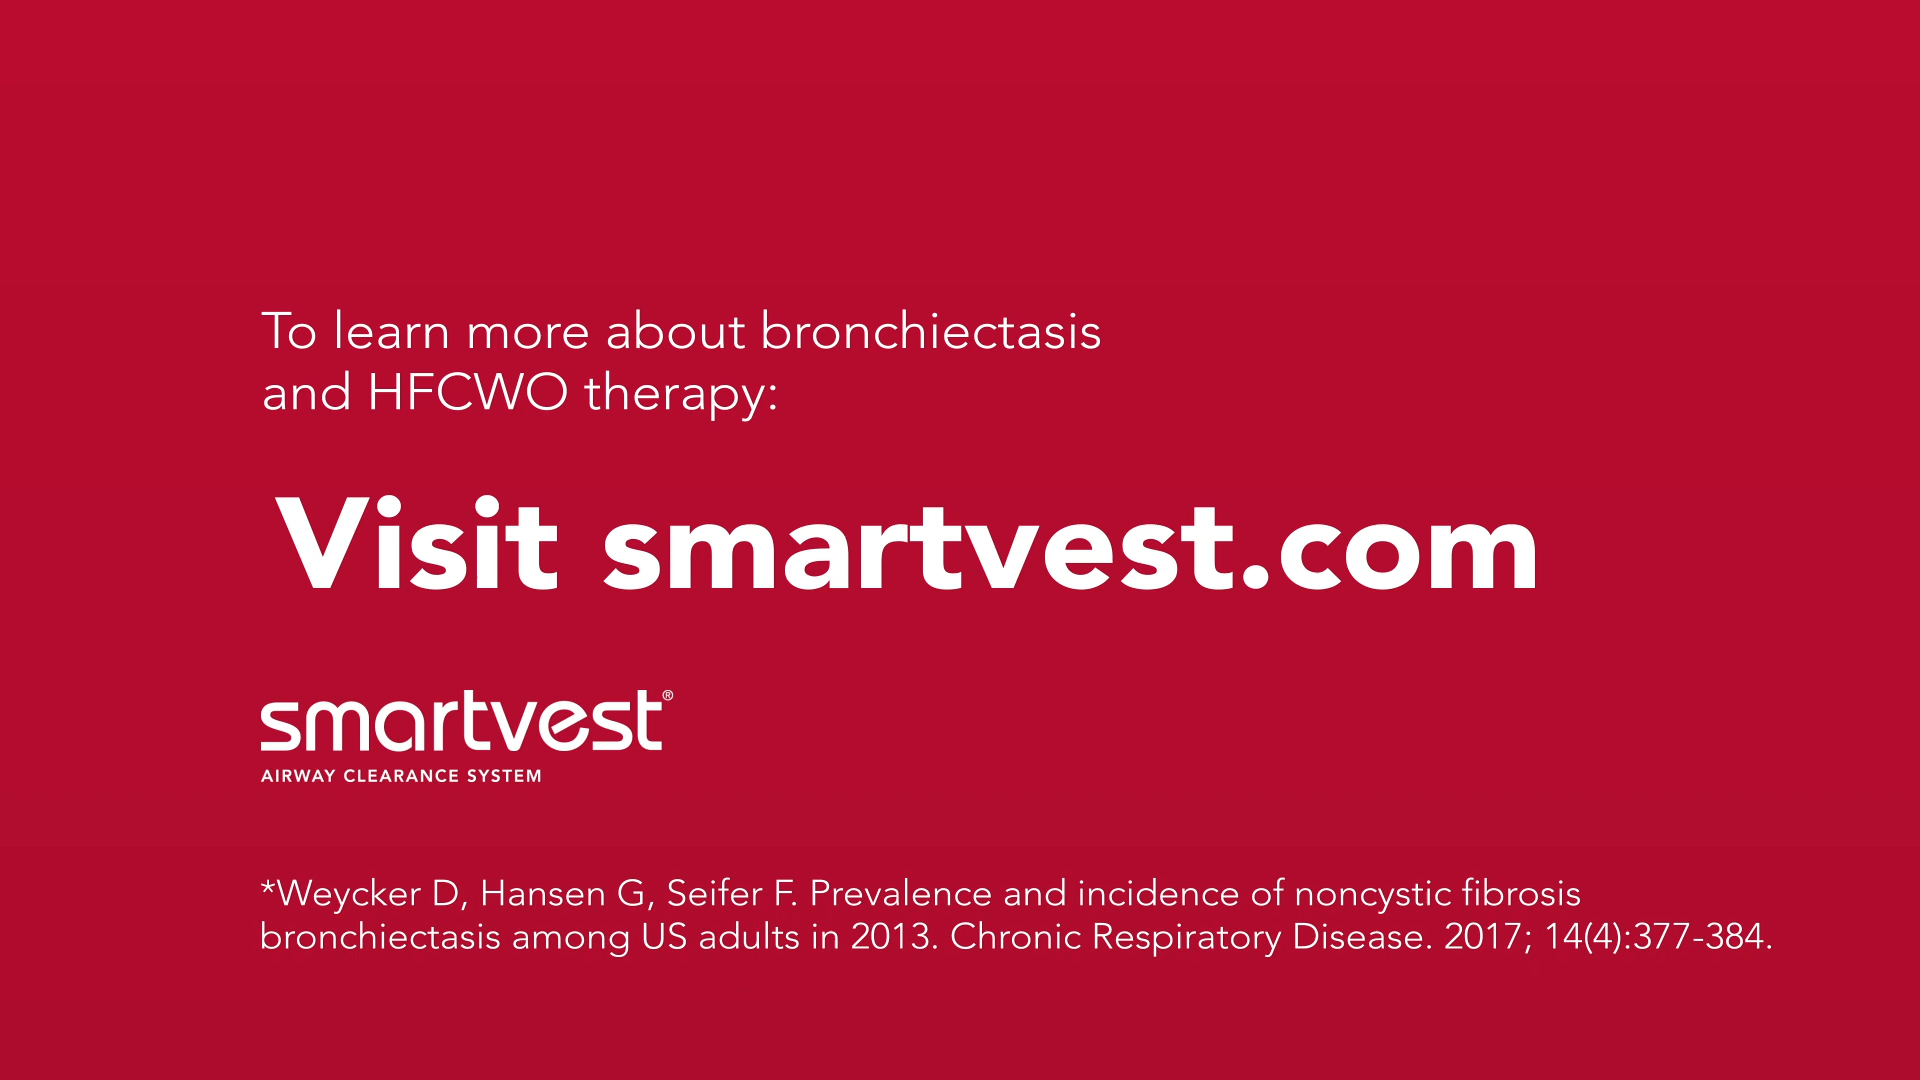 To learn more about bronchiectasis
and HFCWO therapy:
Visit smartvest.com
smartvest®
AIRWAY CLEARANCE SYSTEM
*Weycker D, Hansen G, Seifer F. Prevalence and incidence of noncystic fibrosis
bronchiectasis among US adults in 2013. Chronic Respiratory Disease. 2017; 14(4):377-384.